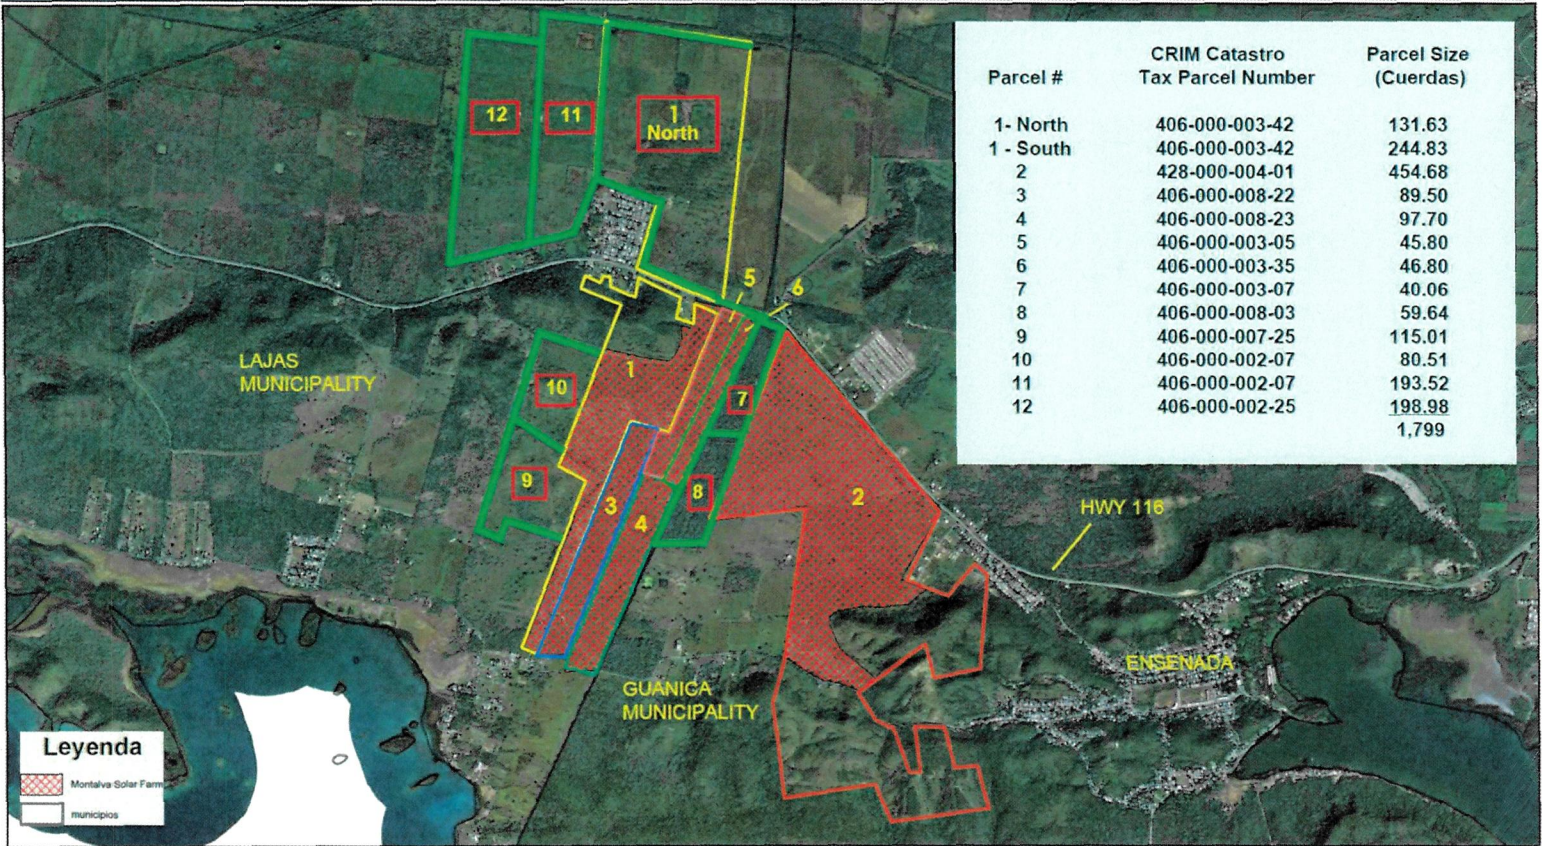 CRIM Catastro Parcel Size
Parcel # Tax Parcel Number (Cuerdas)
1- North 406-000-003-42 131.63
1 - South 406-000-003-42 244.83
2 428-000-004-01 454.68
3 406-000-008-22 89.50
4 406-000-008-23 97.70
5 406-000-003-05 45.80
6 406-000-003-35 46.80
7 406-000-003-07 40.06
8 406-000-008-03 59.64
9 406-000-007-25 115.01
10 406-000-002-07 80.51
11 406-000-002-07 193.52
12 406-000-002-25 198.98
1,799
12
11
1
North
5
6
LAJAS
MUNICIPALITY
1
10
7
9
8
3
4
2
HWY 116
ENSENADA
GUANICA
MUNICIPALITY
Leyenda
Montalva Solar Farm
municipios